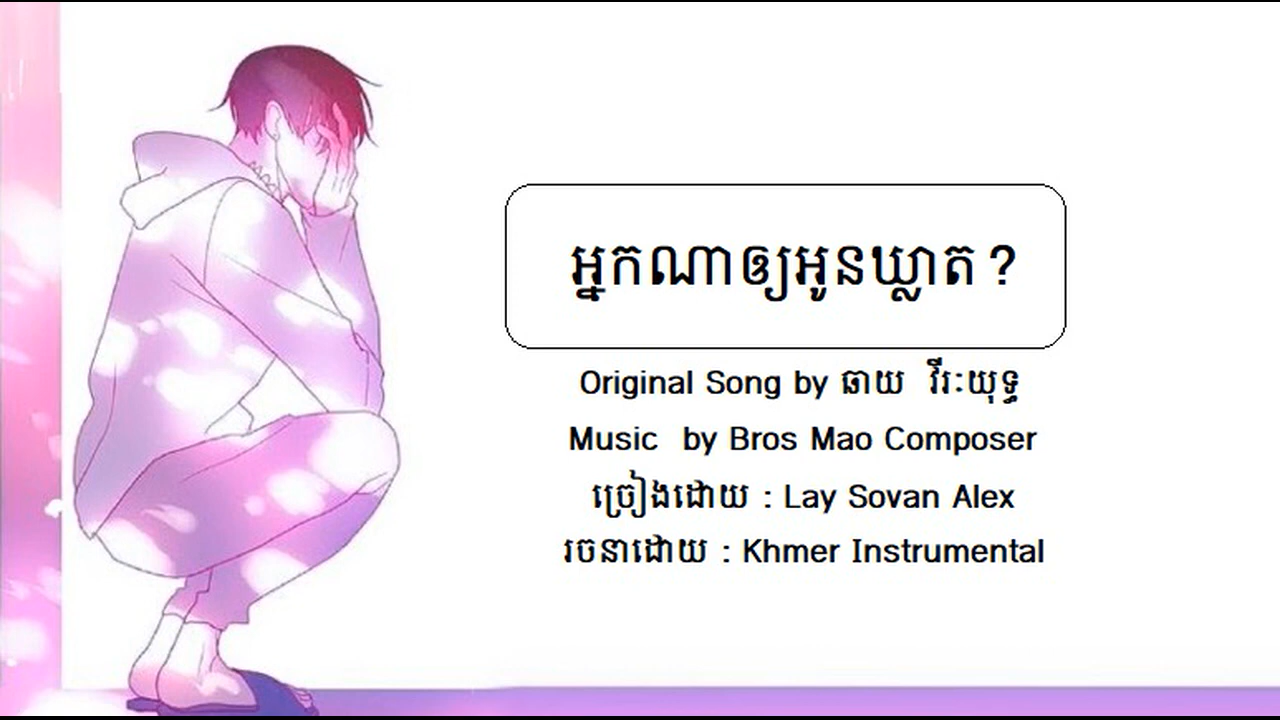 អ្នកណាឲ្យអូនឃ្លាត ?
Original Song by ឆាយ វីរៈយុទ្ធ
Music by Bros Mao Composer
ច្រៀងដោយ : Lay Sovan Alex
រចនាដោយ : Khmer Instrumental